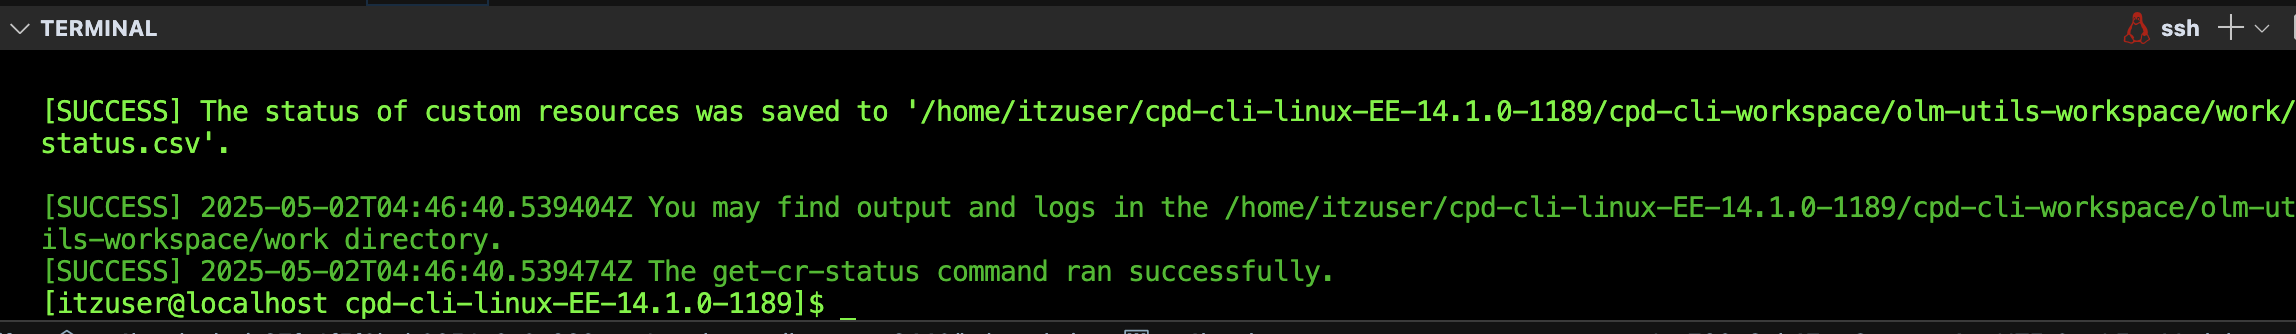 TERMINAL
ssh
[SUCCESS] The status of custom resources was saved to '/home/itzuser/cpd-cli-linux-EE-14.1.0-1189/cpd-cli-workspace/olm-utils-workspace/work/
status.csv'.
[SUCCESS] 2025-05-02T04:46:40.539404Z You may find output and logs in the /home/itzuser/cpd-cli-linux-EE-14.1.0-1189/cpd-cli-workspace/olm-ut
ils-workspace/work directory.
[SUCCESS] 2025-05-02T04:46:40.539474Z The get-cr-status command ran successfully.
[itzuser@localhost cpd-cli-linux-EE-14.1.0-1189]$ _